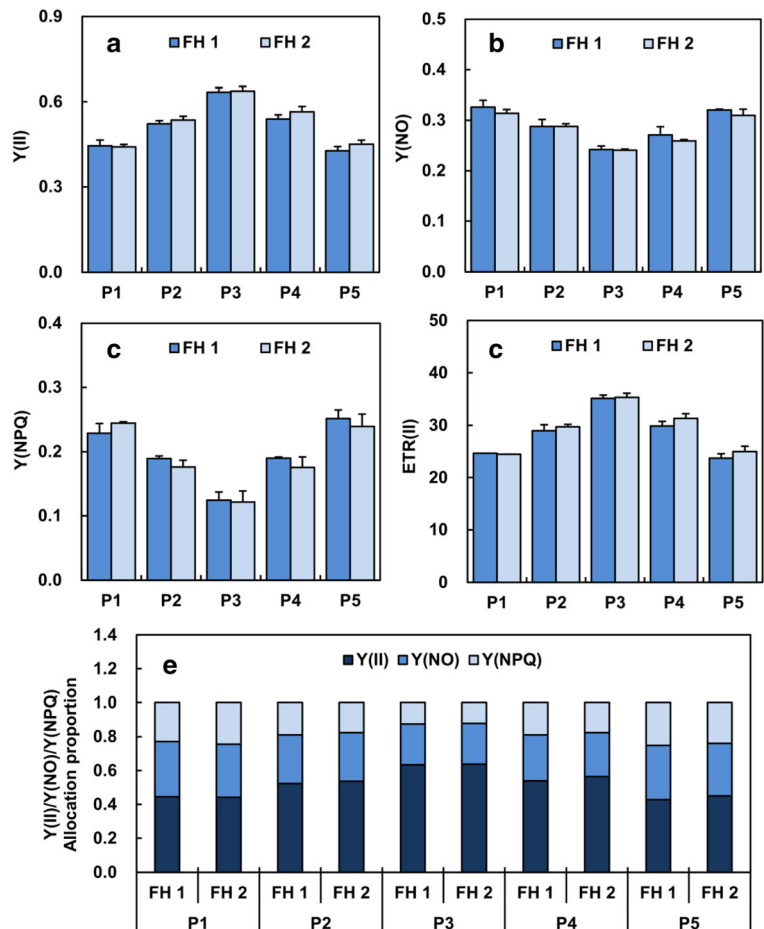 a
FH 1 FH 2
0.9
0.6
0.3
0.0
Y(II)
P1 P2 P3 P4 P5
b
FH 1 FH 2
0.5
0.4
0.3
0.2
0.1
0.0
Y(NO)
P1 P2 P3 P4 P5
c
FH 1 FH 2
0.4
0.3
0.2
0.1
0.0
Y(NPQ)
P1 P2 P3 P4 P5
c
FH 1 FH 2
50
40
30
20
10
0
ETR(II)
P1 P2 P3 P4 P5
e
Y(II) Y(NO) Y(NPQ)
1.4
1.2
1.0
0.8
0.6
0.4
0.2
0.0
Y(II)/Y(NO)/Y(NPQ)
Allocation proportion
FH 1 FH 2 FH 1 FH 2 FH 1 FH 2 FH 1 FH 2 FH 1 FH 2
P1 P2 P3 P4 P5